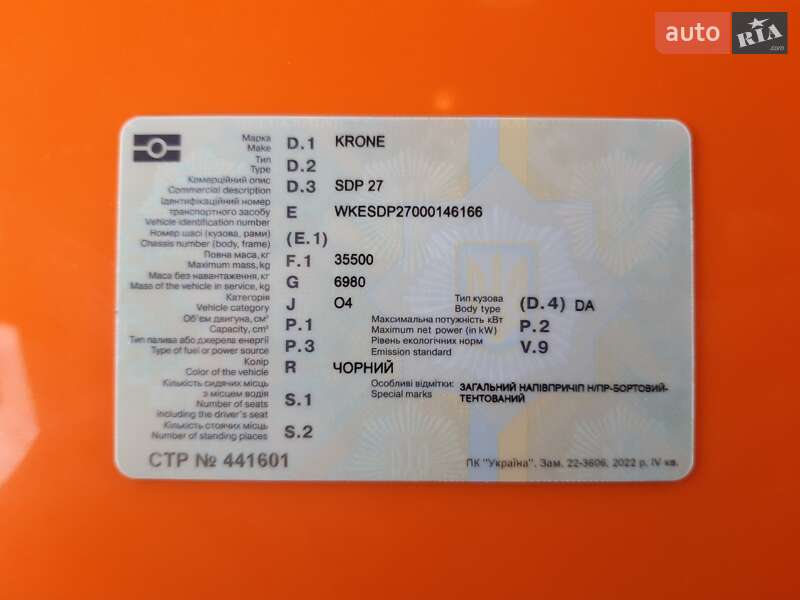 auto RIA.com
Марка
Make D.1 KRONE
Тип
Type D.2
Комерційний опис
Commercial description D.3 SDP 27
Ідентифікаційний номер
транспортного засобу
Vehicle identification number E WKESDP27000146166
Номер шасі (кузова, рами)
Chassis number (body, frame) (E.1)
Повна маса, кг
Maximum mass, kg F.1 35500
Маса без навантаження, кг
Mass of the vehicle in service, kg G 6980
Категорія
Vehicle category J O4
Тип кузова
Body type (D.4) DA
Об'єм двигуна, см³
Capacity, cm³ P.1
Максимальна потужність кВт
Maximum net power (in kW) P.2
Тип палива або джерела енергії
Type of fuel or power source P.3
Рівень екологічних норм
Emission standard V.9
Колір
Color of the vehicle R ЧОРНИЙ
Кількість сидячих місць
з місцем водія
Number of seats
including the driver's seat S.1
Особливі відмітки:
Special marks
ЗАГАЛЬНИЙ НАПІВПРИЧІП Н/ПР-БОРТОВИЙ-
ТЕНТОВАНИЙ
Кількість стоячих місць
Number of standing places S.2
СТР № 441601
ПК "Україна". Зам. 22-3606. 2022 р. IV кв.